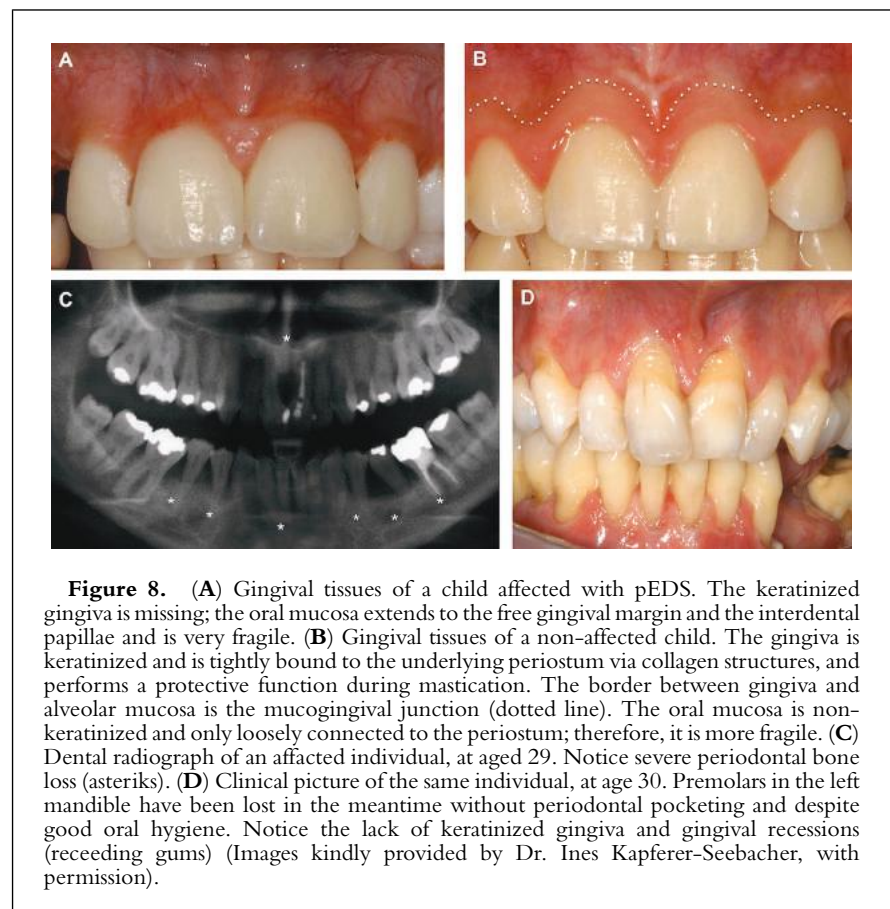 A
B
C
D
Figure 8. (A) Gingival tissues of a child affected with pEDS. The keratinized
gingiva is missing; the oral mucosa extends to the free gingival margin and the interdental
papillae and is very fragile. (B) Gingival tissues of a non-affected child. The gingiva is
keratinized and is tightly bound to the underlying periostum via collagen structures, and
performs a protective function during mastication. The border between gingiva and
alveolar mucosa is the mucogingival junction (dotted line). The oral mucosa is non-
keratinized and only loosely connected to the periostum; therefore, it is more fragile. (C)
Dental radiograph of an affacted individual, at aged 29. Notice severe periodontal bone
loss (asteriks). (D) Clinical picture of the same individual, at age 30. Premolars in the left
mandible have been lost in the meantime without periodontal pocketing and despite
good oral hygiene. Notice the lack of keratinized gingiva and gingival recessions
(receeding gums) (Images kindly provided by Dr. Ines Kapferer-Seebacher, with
permission).